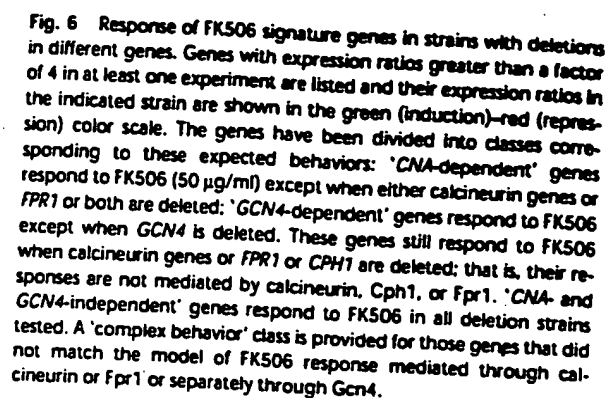 Fig. 6 Response of FK506 signature genes in strains with deletions
in different genes. Genes with expression ratios greater than a factor
of 4 in at least one experiment are listed and their expression ratios in
the indicated strain are shown in the green (induction)–red (repres-
sion) color scale. The genes have been divided into classes corre-
sponding to these expected behaviors: 'CNA-dependent' genes
respond to FK506 (50 µg/ml) except when either calcineurin genes or
FPR1 or both are deleted; 'GCN4-dependent' genes respond to FK506
except when GCN4 is deleted. These genes still respond to FK506
when calcineurin genes or FPR1 or CPH1 are deleted; that is, their re-
sponses are not mediated by calcineurin, Cph1, or Fpr1. 'CNA- and
GCN4-independent' genes respond to FK506 in all deletion strains
tested. A 'complex behavior' class is provided for those genes that did
not match the model of FK506 response mediated through cal-
cineurin or Fpr1 or separately through Gcn4.